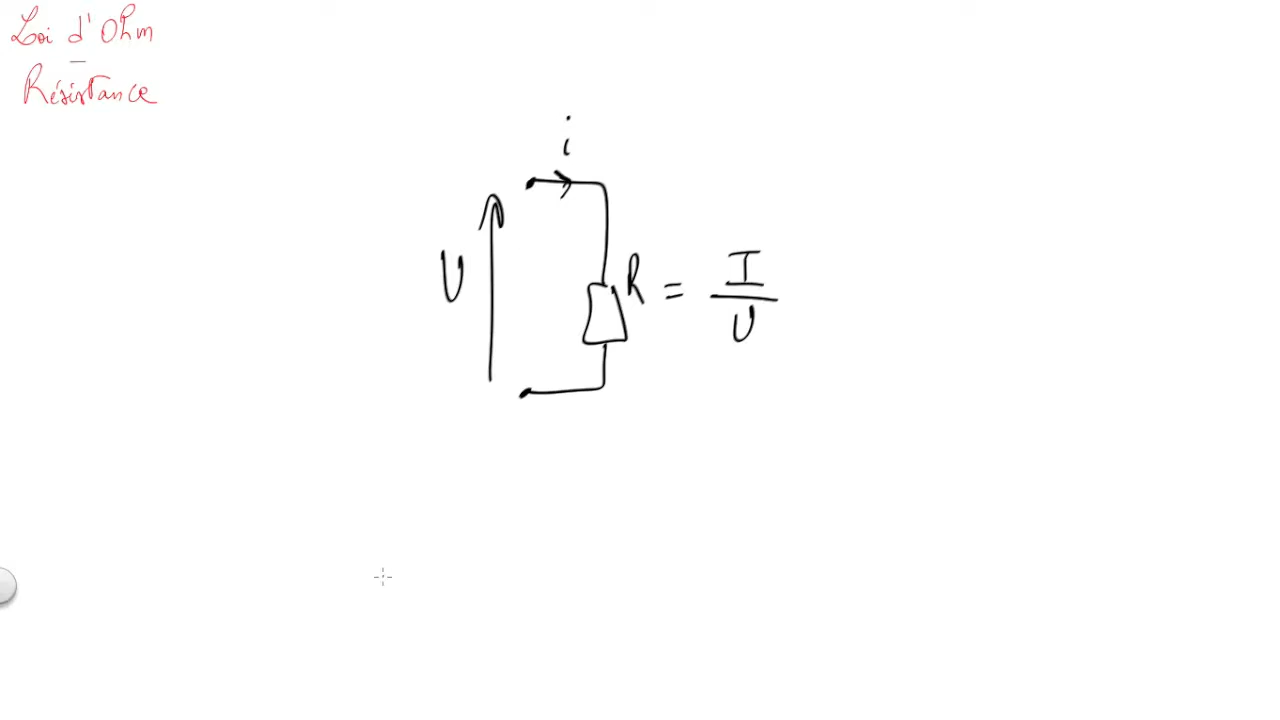 Loi d'Ohm
-
Résistance
i
U
R = I/U